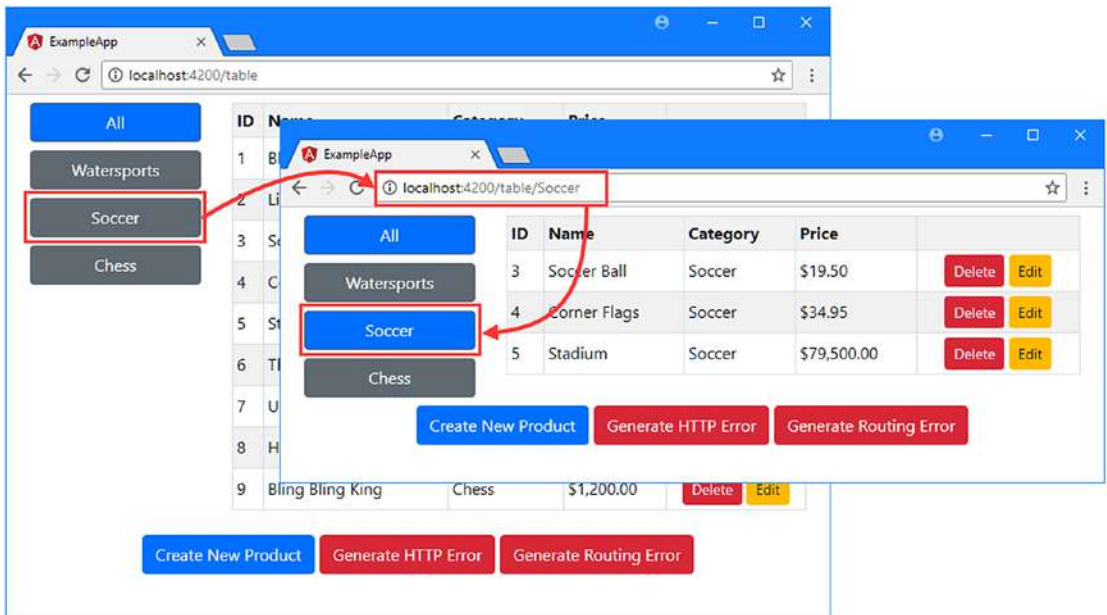 ExampleApp
localhost:4200/table
All
Watersports
Soccer
Chess
ID Category Price
1
2
3
4
5
6
7
8
9 Bling Bling King Chess $1,200.00 Delete Edit
Create New Product Generate HTTP Error Generate Routing Error
ExampleApp
localhost:4200/table/Soccer
All
Watersports
Soccer
Chess
ID Name Category Price
3 Soccer Ball Soccer $19.50 Delete Edit
4 Corner Flags Soccer $34.95 Delete Edit
5 Stadium Soccer $79,500.00 Delete Edit
Create New Product Generate HTTP Error Generate Routing Error